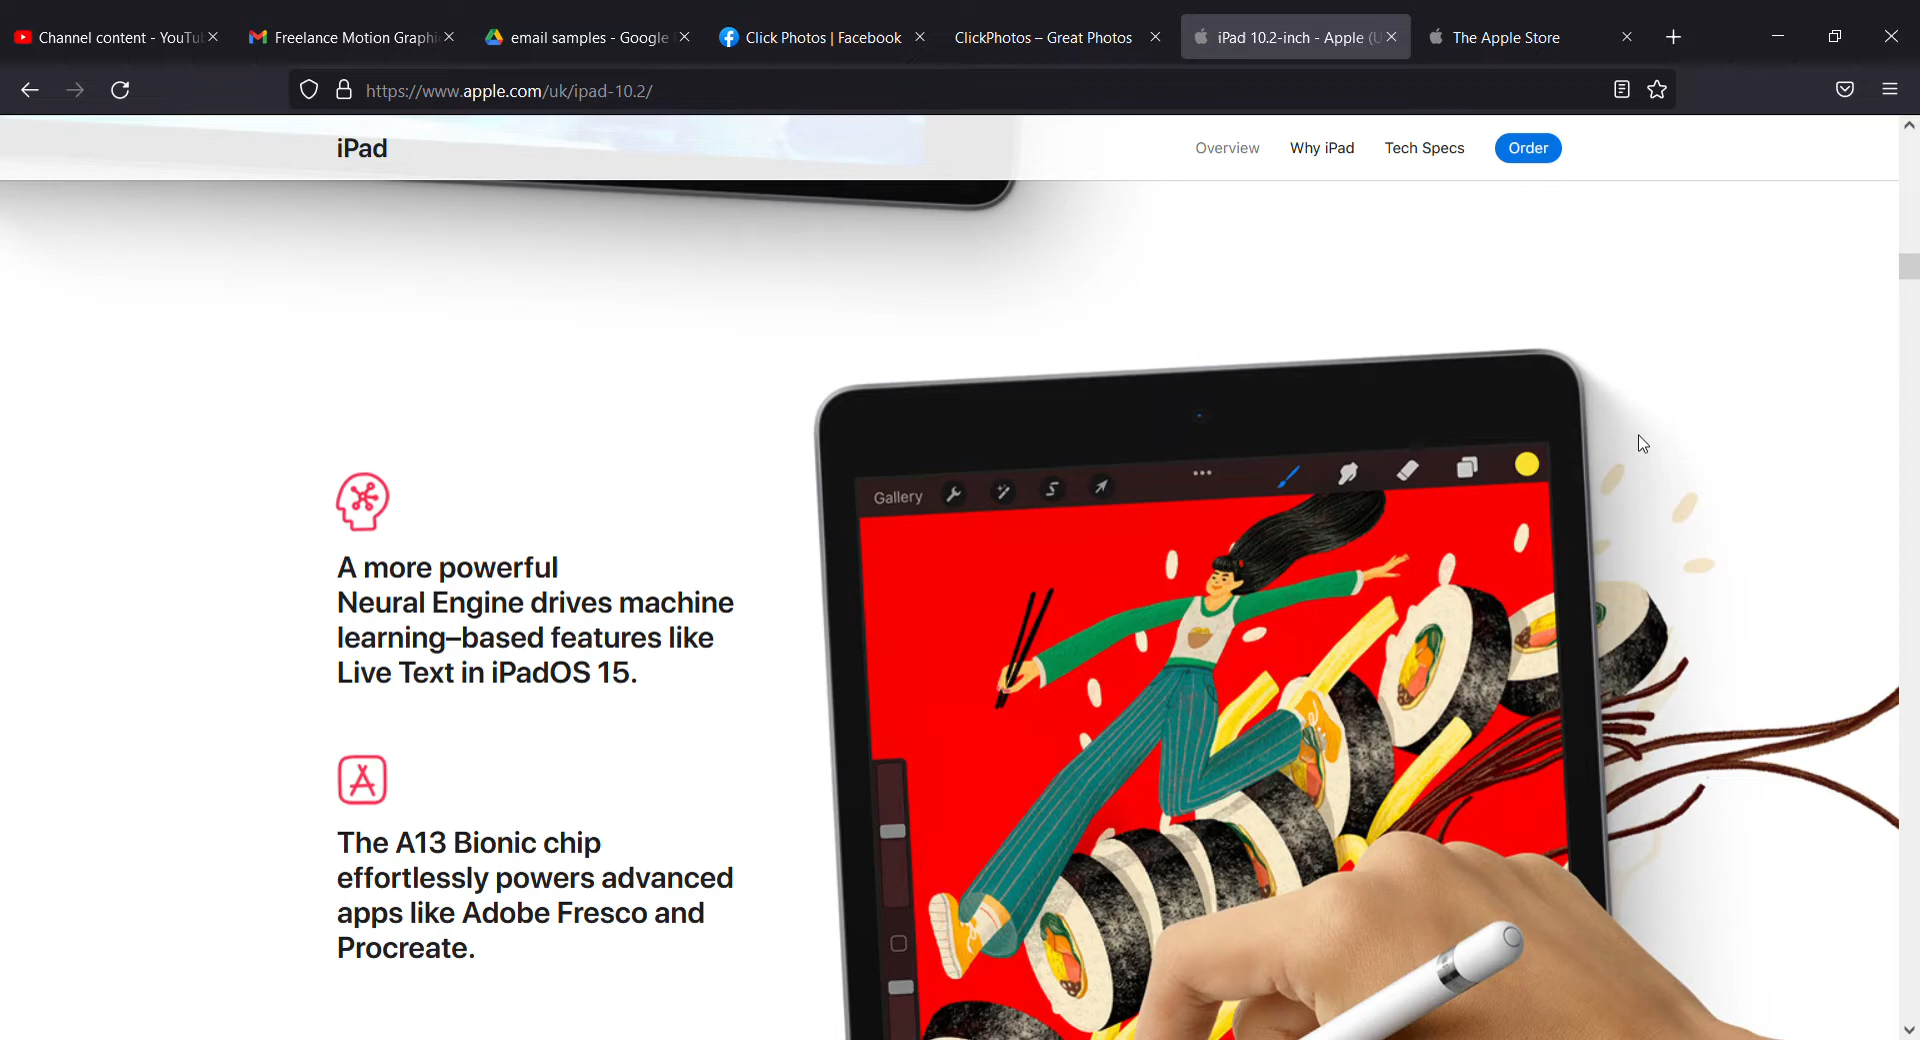 Channel content - YouTu
Freelance Motion Graphi
email samples - Google
Click Photos | Facebook
ClickPhotos – Great Photos
iPad 10.2-inch - Apple (U
The Apple Store
https://www.apple.com/uk/ipad-10.2/
iPad
Overview
Why iPad
Tech Specs
Order
Gallery
A more powerful
Neural Engine drives machine
learning–based features like
Live Text in iPadOS 15.
The A13 Bionic chip
effortlessly powers advanced
apps like Adobe Fresco and
Procreate.